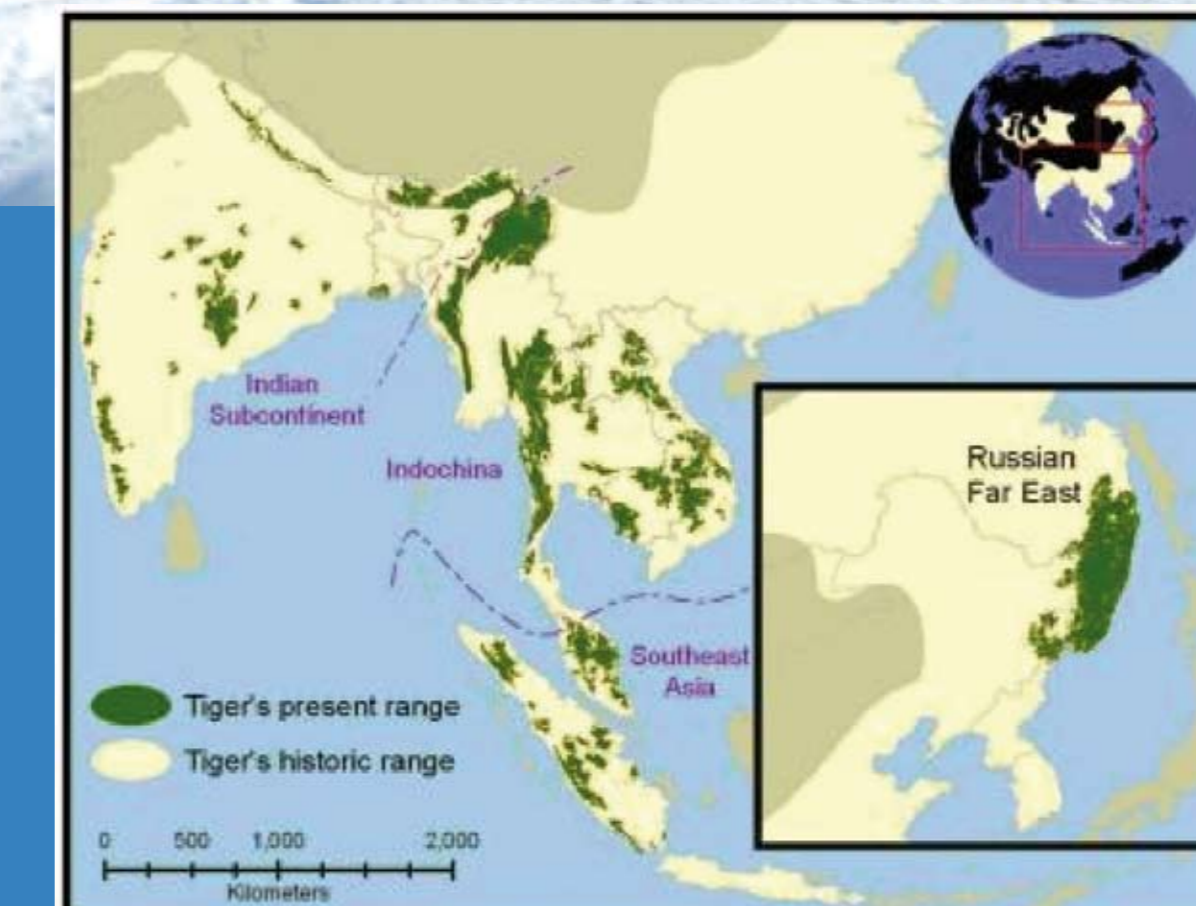 Indian
Subcontinent
Indochina
Russian
Far East
Southeast
Asia
Tiger's present range
Tiger's historic range
0 500 1,000 2,000
Kilometers